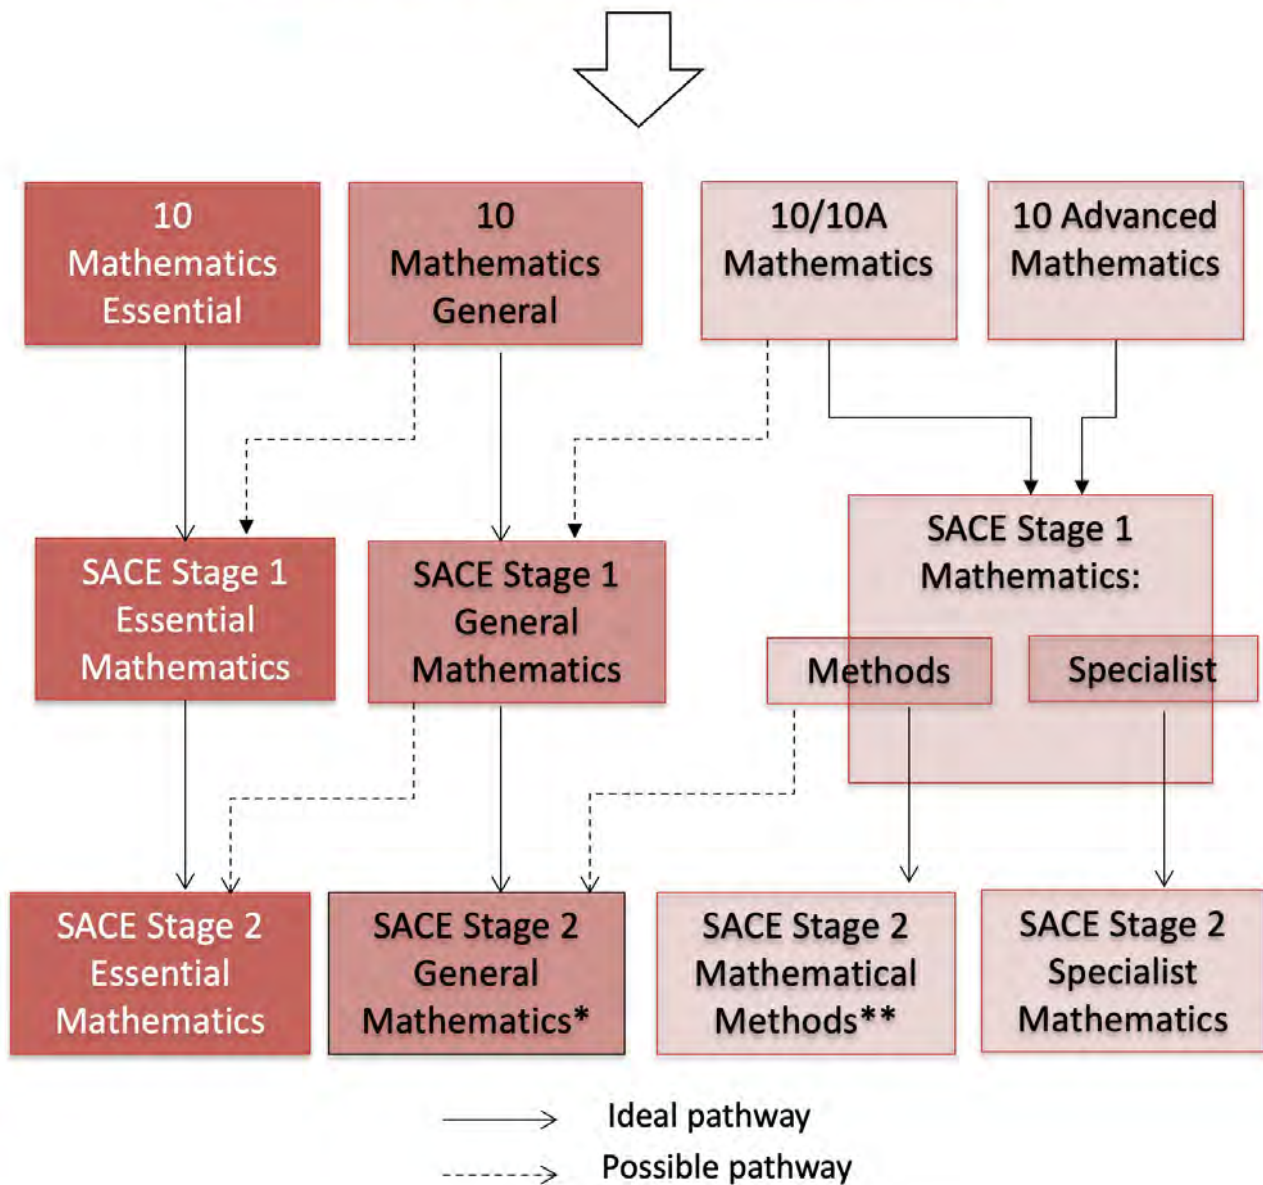 10
Mathematics
Essential
10
Mathematics
General
10/10A
Mathematics
10 Advanced
Mathematics
SACE Stage 1
Essential
Mathematics
SACE Stage 1
General
Mathematics
SACE Stage 1
Mathematics:
Methods
Specialist
SACE Stage 2
Essential
Mathematics
SACE Stage 2
General
Mathematics*
SACE Stage 2
Mathematical
Methods**
SACE Stage 2
Specialist
Mathematics
Ideal pathway
Possible pathway